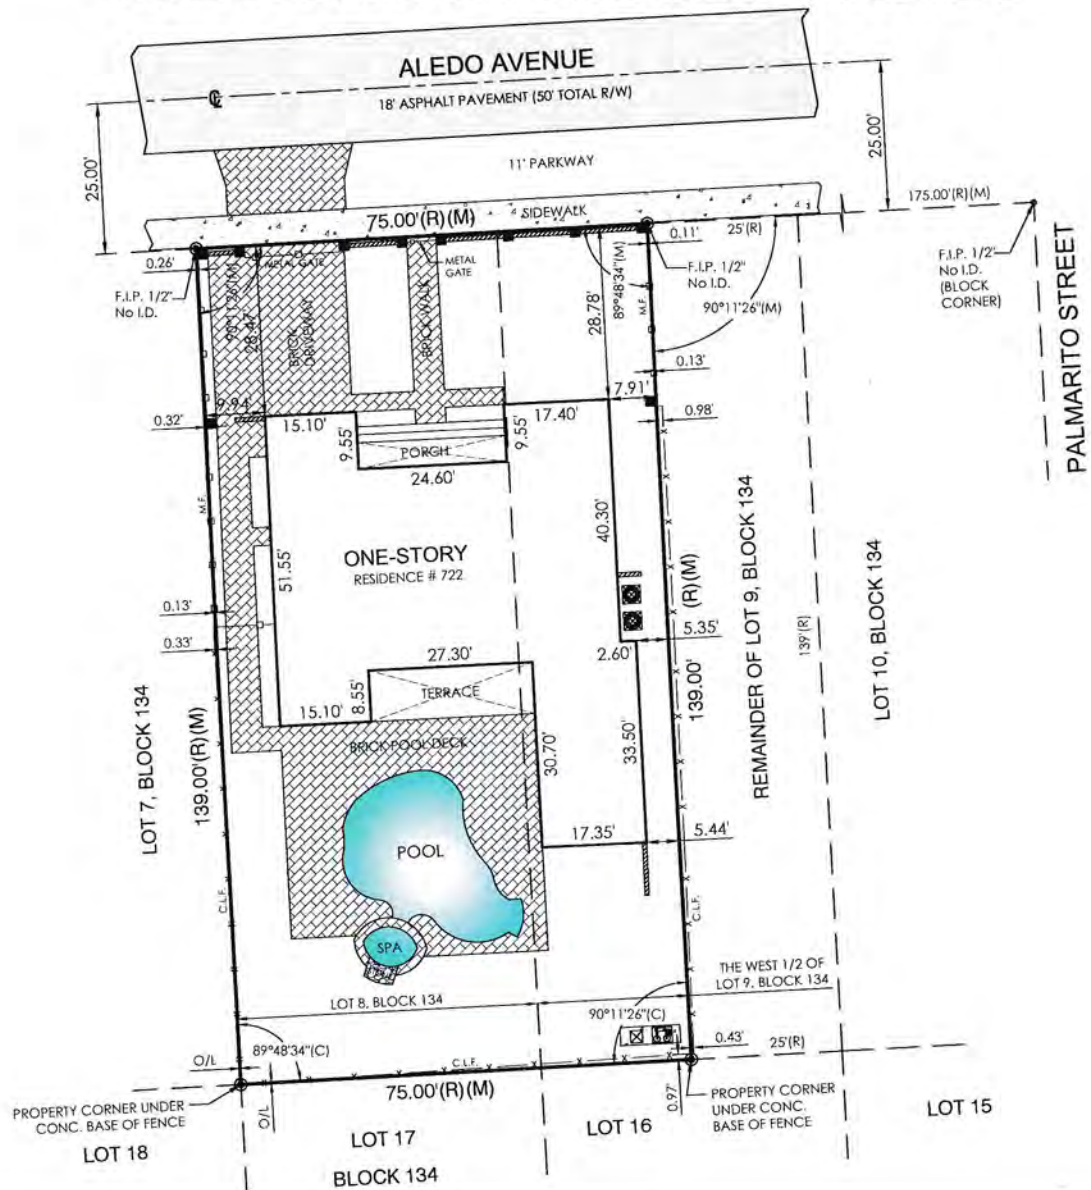 ALEDO AVENUE
18' ASPHALT PAVEMENT (50' TOTAL R/W)
25.00'
25.00'
11' PARKWAY
175.00'(R)(M)
SIDEWALK
75.00'(R)(M)
0.11'
25'(R)
METAL GATE
METAL
GATE
0.26'
F.I.P. 1/2"
No I.D.
F.I.P. 1/2"
No I.D.
F.I.P. 1/2"
No I.D.
(BLOCK
CORNER)
90°11'26"(M)
28.47'
BRICK
DRIVEWAY
BRICK WALK
28.78'
89°48'34"(M)
M.F.
90°11'26"(M)
PALMARITO STREET
0.13'
9.94'
7.91'
0.32'
15.10'
9.55'
17.40'
9.55'
0.98'
PORCH
24.60'
M.F.
40.30'
ONE-STORY
RESIDENCE # 722
51.55'
REMAINDER OF LOT 9, BLOCK 134
LOT 10, BLOCK 134
139'(R)
0.13'
0.33'
5.35'
2.60'
27.30'
8.55'
TERRACE
15.10'
139.00' (R)(M)
LOT 7, BLOCK 134
139.00'(R)(M)
BRICK POOL DECK
30.70'
33.50'
17.35'
5.44'
POOL
C.L.F.
C.L.F.
SPA
THE WEST 1/2 OF
LOT 9, BLOCK 134
LOT 8, BLOCK 134
90°11'26"(C)
89°48'34"(C)
0.43'
25'(R)
O/L
C.L.F.
75.00'(R)(M)
O/L
0.97'
PROPERTY CORNER UNDER
CONC. BASE OF FENCE
PROPERTY CORNER
UNDER CONC.
BASE OF FENCE
LOT 18
LOT 17
LOT 16
LOT 15
BLOCK 134